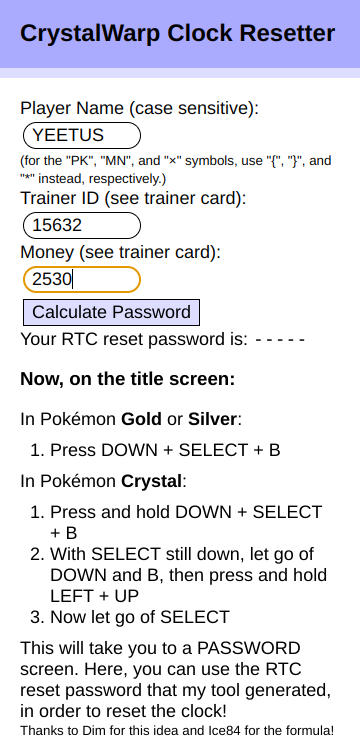 CrystalWarp Clock Resetter
Player Name (case sensitive):
YEETUS
(for the "PK", "MN", and "×" symbols, use "{", "}", and
"*" instead, respectively.)
Trainer ID (see trainer card):
15632
Money (see trainer card):
2530
Calculate Password
Your RTC reset password is: - - - - -
Now, on the title screen:
In Pokémon Gold or Silver:
1. Press DOWN + SELECT + B
In Pokémon Crystal:
1. Press and hold DOWN + SELECT
+ B
2. With SELECT still down, let go of
DOWN and B, then press and hold
LEFT + UP
3. Now let go of SELECT
This will take you to a PASSWORD
screen. Here, you can use the RTC
reset password that my tool generated,
in order to reset the clock!
Thanks to Dim for this idea and Ice84 for the formula!